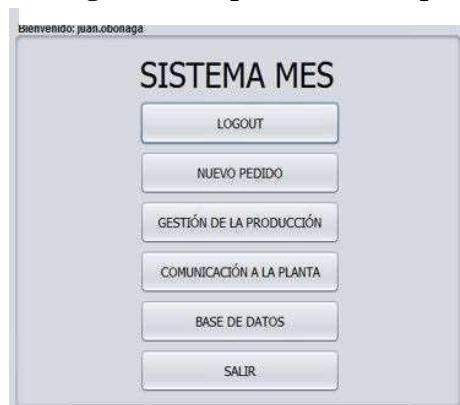 Bienvenido: juan.obonaga
SISTEMA MES
LOGOUT
NUEVO PEDIDO
GESTIÓN DE LA PRODUCCIÓN
COMUNICACIÓN A LA PLANTA
BASE DE DATOS
SALIR